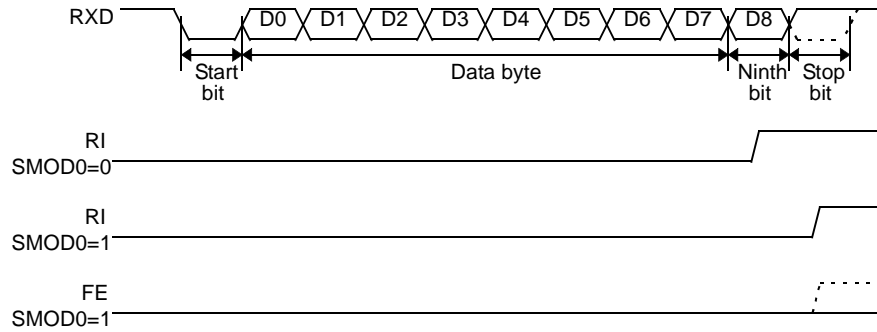 RXD D0 D1 D2 D3 D4 D5 D6 D7 D8
Start bit
Data byte
Ninth bit
Stop bit
RI
SMOD0=0
RI
SMOD0=1
FE
SMOD0=1